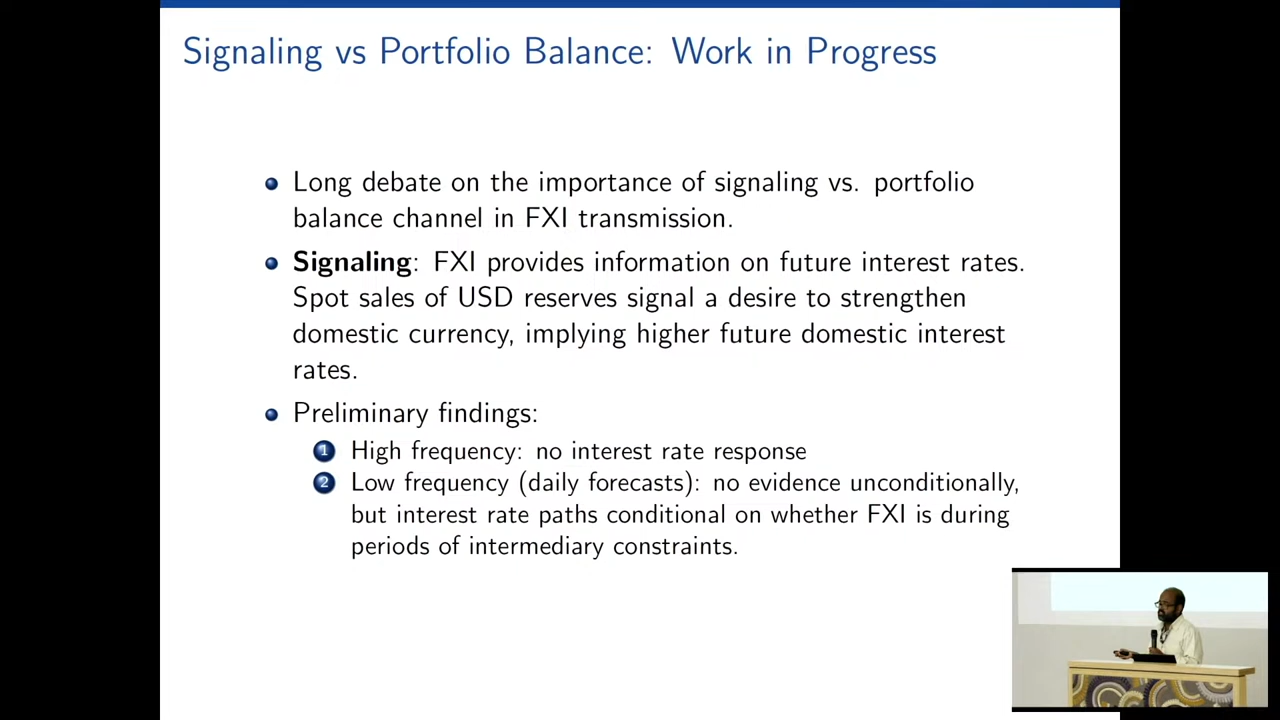 Signaling vs Portfolio Balance: Work in Progress
Long debate on the importance of signaling vs. portfolio
balance channel in FXI transmission.
Signaling: FXI provides information on future interest rates.
Spot sales of USD reserves signal a desire to strengthen
domestic currency, implying higher future domestic interest
rates.
Preliminary findings:
1 High frequency: no interest rate response
2 Low frequency (daily forecasts): no evidence unconditionally,
but interest rate paths conditional on whether FXI is during
periods of intermediary constraints.